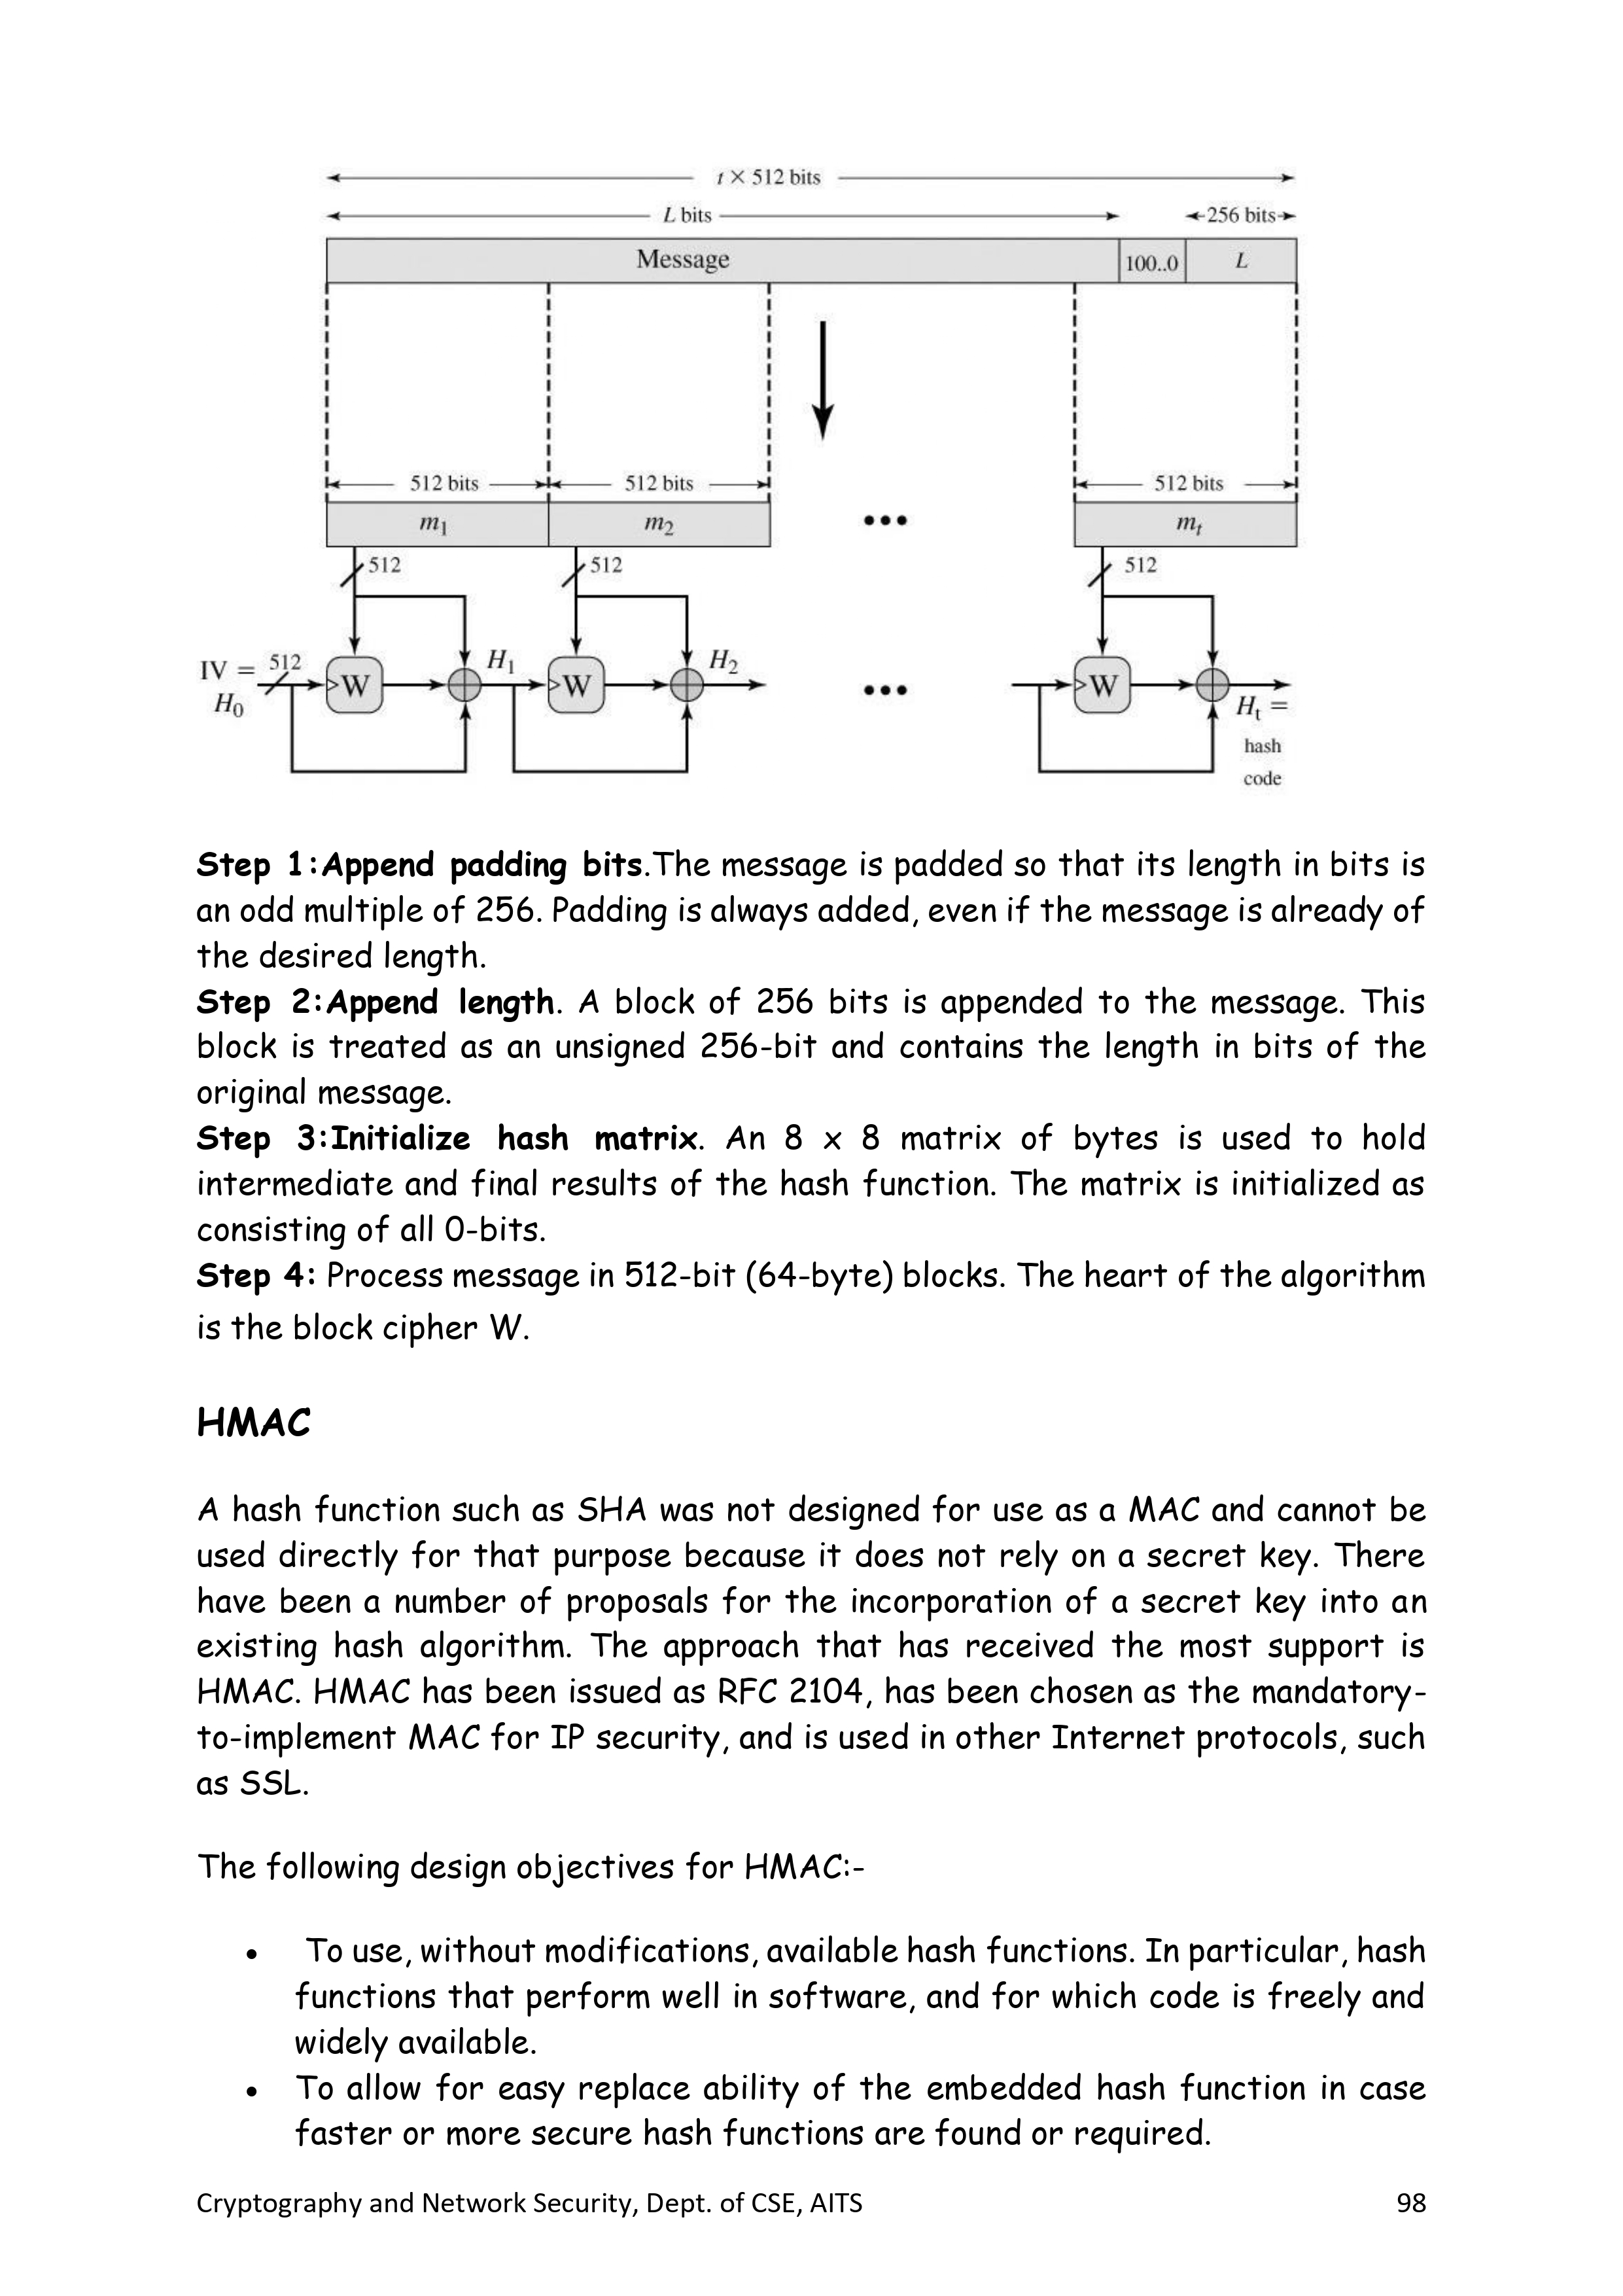 t × 512 bits
L bits
256 bits
Message
100..0
L
512 bits
512 bits
512 bits
m1
m2
mt
512
512
512
IV =
512
H0
W
H1
W
H2
W
Ht =
hash
code
Step 1:Append padding bits.The message is padded so that its length in bits is
an odd multiple of 256. Padding is always added, even if the message is already of
the desired length.
Step 2:Append length. A block of 256 bits is appended to the message. This
block is treated as an unsigned 256-bit and contains the length in bits of the
original message.
Step 3:Initialize hash matrix. An 8 x 8 matrix of bytes is used to hold
intermediate and final results of the hash function. The matrix is initialized as
consisting of all 0-bits.
Step 4: Process message in 512-bit (64-byte) blocks. The heart of the algorithm
is the block cipher W.
HMAC
A hash function such as SHA was not designed for use as a MAC and cannot be
used directly for that purpose because it does not rely on a secret key. There
have been a number of proposals for the incorporation of a secret key into an
existing hash algorithm. The approach that has received the most support is
HMAC. HMAC has been issued as RFC 2104, has been chosen as the mandatory-
to-implement MAC for IP security, and is used in other Internet protocols, such
as SSL.
The following design objectives for HMAC:-
• To use, without modifications, available hash functions. In particular, hash
functions that perform well in software, and for which code is freely and
widely available.
• To allow for easy replace ability of the embedded hash function in case
faster or more secure hash functions are found or required.
Cryptography and Network Security, Dept. of CSE, AITS 98